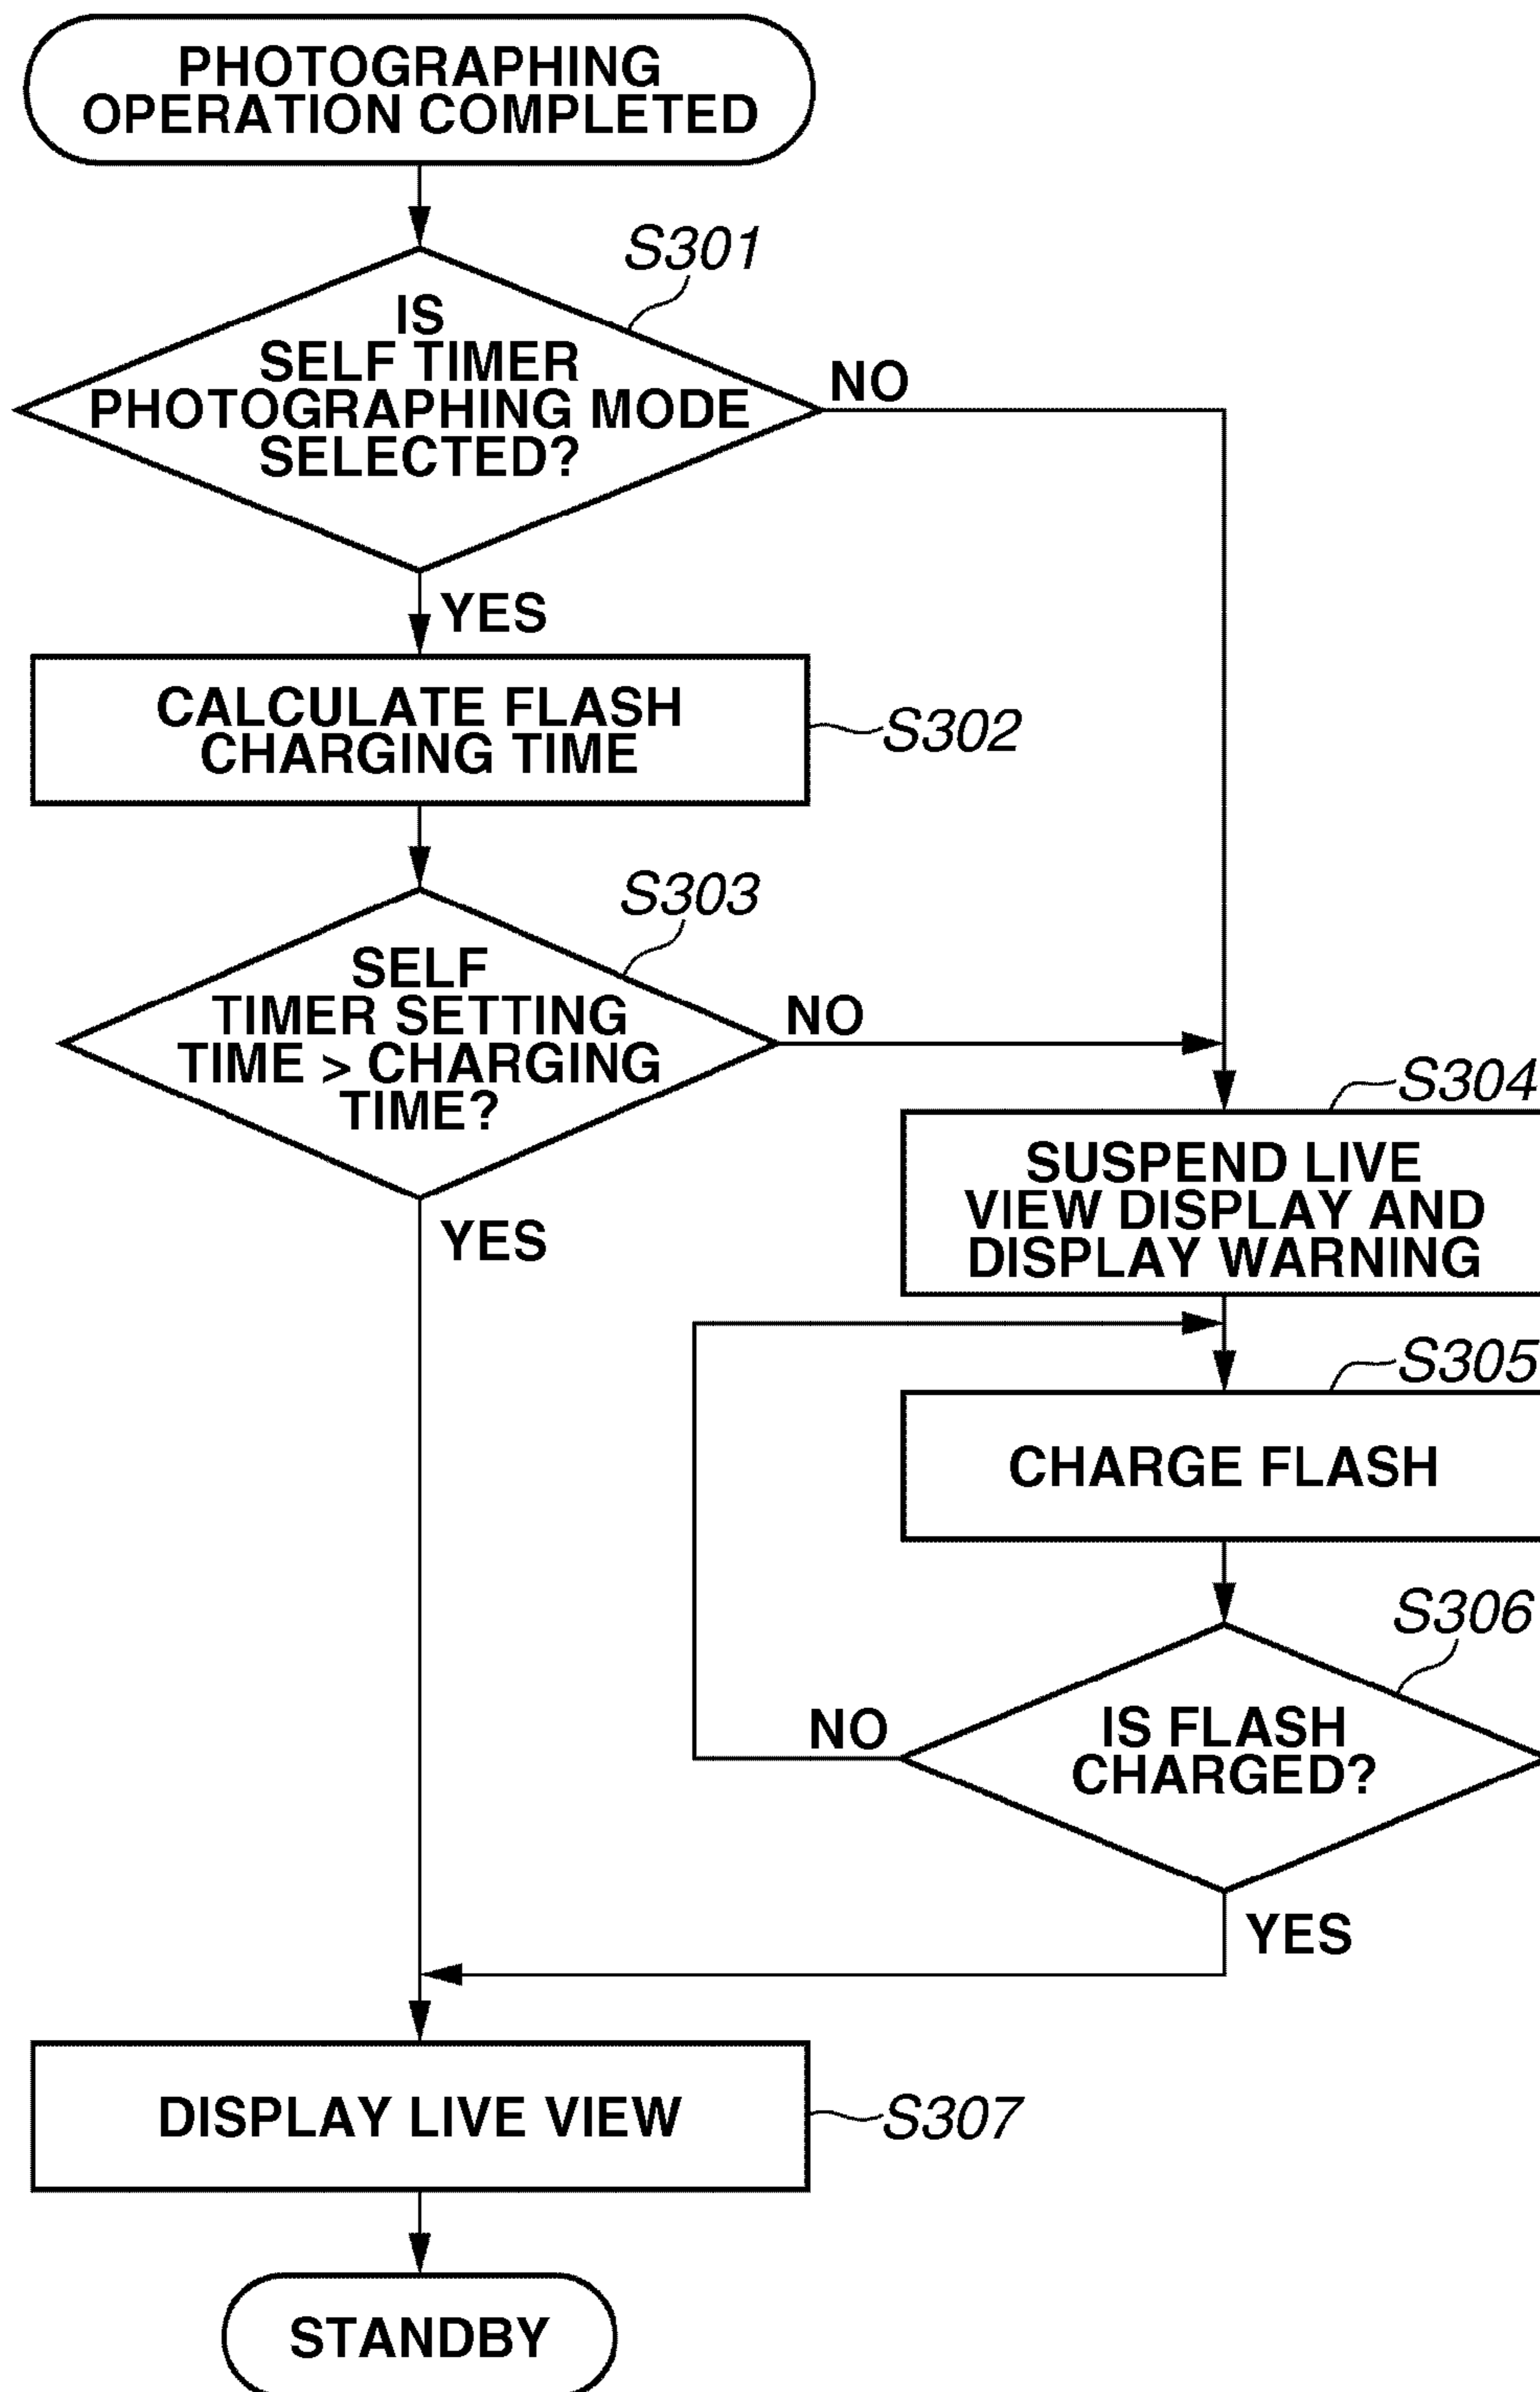 PHOTOGRAPHING
OPERATION COMPLETED
S301
IS
SELF TIMER
PHOTOGRAPHING MODE
SELECTED?
NO
YES
CALCULATE FLASH
CHARGING TIME
S302
S303
SELF
TIMER SETTING
TIME > CHARGING
TIME?
NO
YES
S304
SUSPEND LIVE
VIEW DISPLAY AND
DISPLAY WARNING
S305
CHARGE FLASH
S306
IS FLASH
CHARGED?
NO
YES
DISPLAY LIVE VIEW
S307
STANDBY